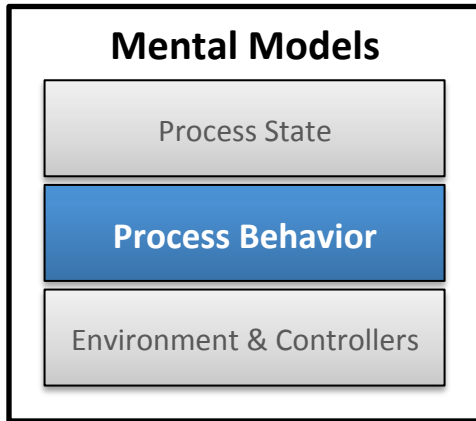 Mental Models
Process State
Process Behavior
Environment & Controllers